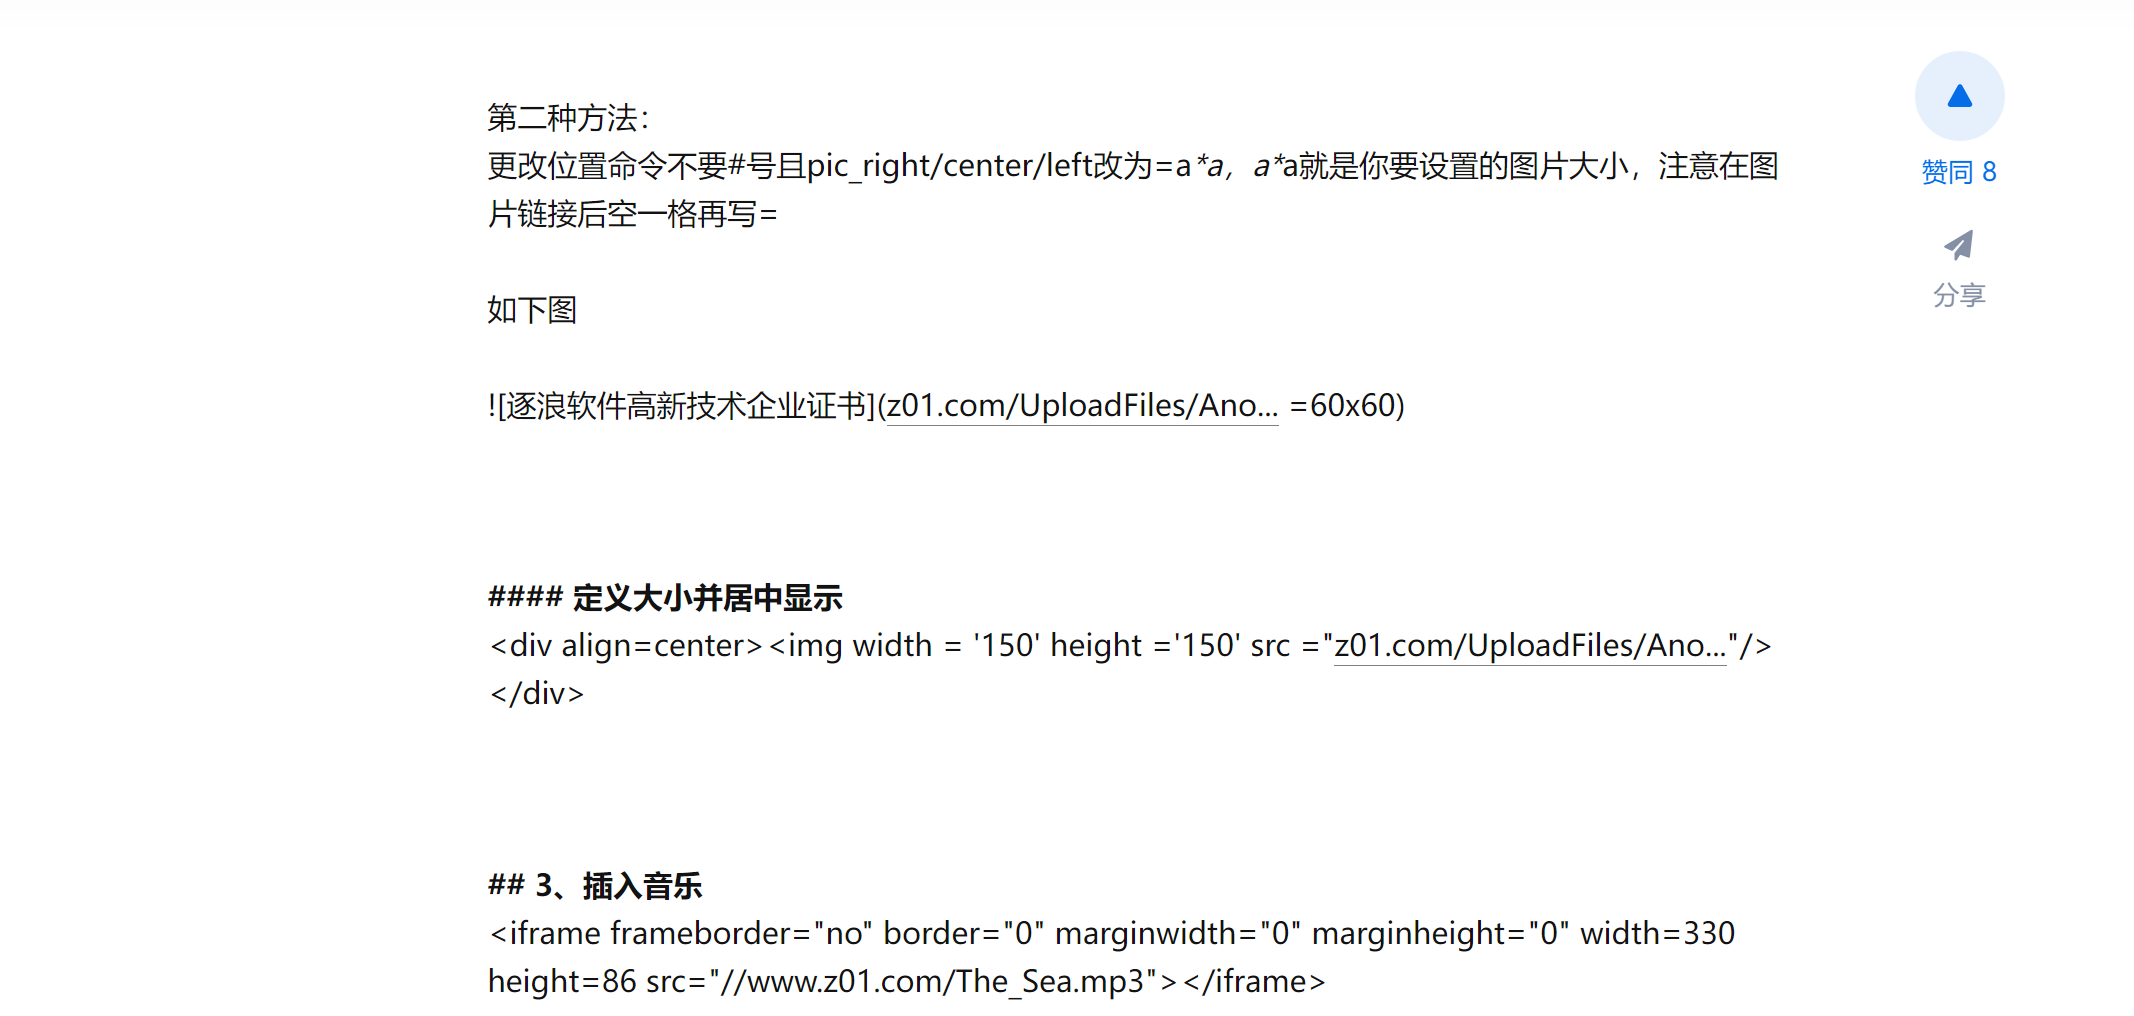 第二种方法：
更改位置命令不要#号且pic_right/center/left改为=a*a，a*a就是你要设置的图片大小，注意在图
片链接后空一格再写=
如下图
![逐浪软件高新技术企业证书](z01.com/UploadFiles/Ano... =60x60)
#### 定义大小并居中显示
<div align=center><img width = '150' height ='150' src ="z01.com/UploadFiles/Ano..."/>
</div>
## 3、插入音乐
<iframe frameborder="no" border="0" marginwidth="0" marginheight="0" width=330
height=86 src="//www.z01.com/The_Sea.mp3"></iframe>
赞同 8
分享